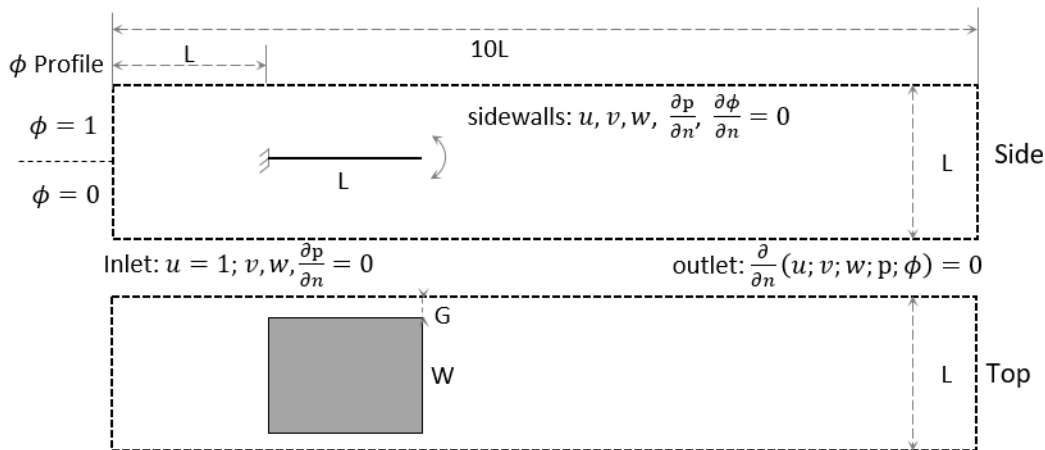 10L
L
ϕ Profile
ϕ = 1
sidewalls: u, v, w, ∂p/∂n, ∂ϕ/∂n = 0
L
Side
ϕ = 0
L
Inlet: u = 1; v, w, ∂p/∂n = 0
outlet: ∂/∂n (u; v; w; p; ϕ) = 0
G
W
L
Top